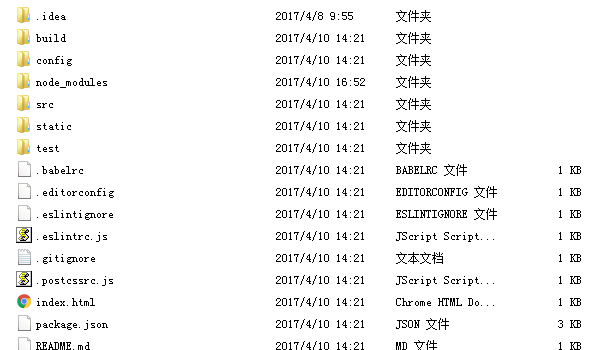 .idea 2017/4/8 9:55 文件夹
build 2017/4/10 14:21 文件夹
config 2017/4/10 14:21 文件夹
node_modules 2017/4/10 16:52 文件夹
src 2017/4/10 14:21 文件夹
static 2017/4/10 14:21 文件夹
test 2017/4/10 14:21 文件夹
.babelrc 2017/4/10 14:21 BABELRC 文件 1 KB
.editorconfig 2017/4/10 14:21 EDITORCONFIG 文件 1 KB
.eslintignore 2017/4/10 14:21 ESLINTIGNORE 文件 1 KB
.eslintrc.js 2017/4/10 14:21 JScript Script... 1 KB
.gitignore 2017/4/10 14:21 文本文档 1 KB
.postcssrc.js 2017/4/10 14:21 JScript Script... 1 KB
index.html 2017/4/10 14:21 Chrome HTML Do... 1 KB
package.json 2017/4/10 14:21 JSON 文件 3 KB
README.md 2017/4/10 14:21 MD 文件 1 KB